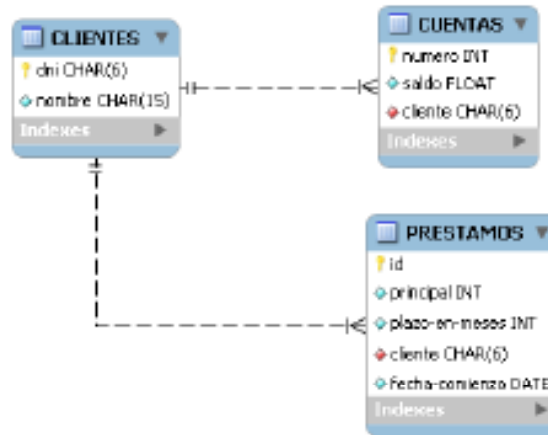 CLIENTES
dni CHAR(6)
nombre CHAR(15)
Indexes
CUENTAS
numero INT
saldo FLOAT
cliente CHAR(6)
Indexes
PRESTAMOS
id
principal INT
plazo-en-meses INT
cliente CHAR(6)
fecha-comienzo DATE
Indexes